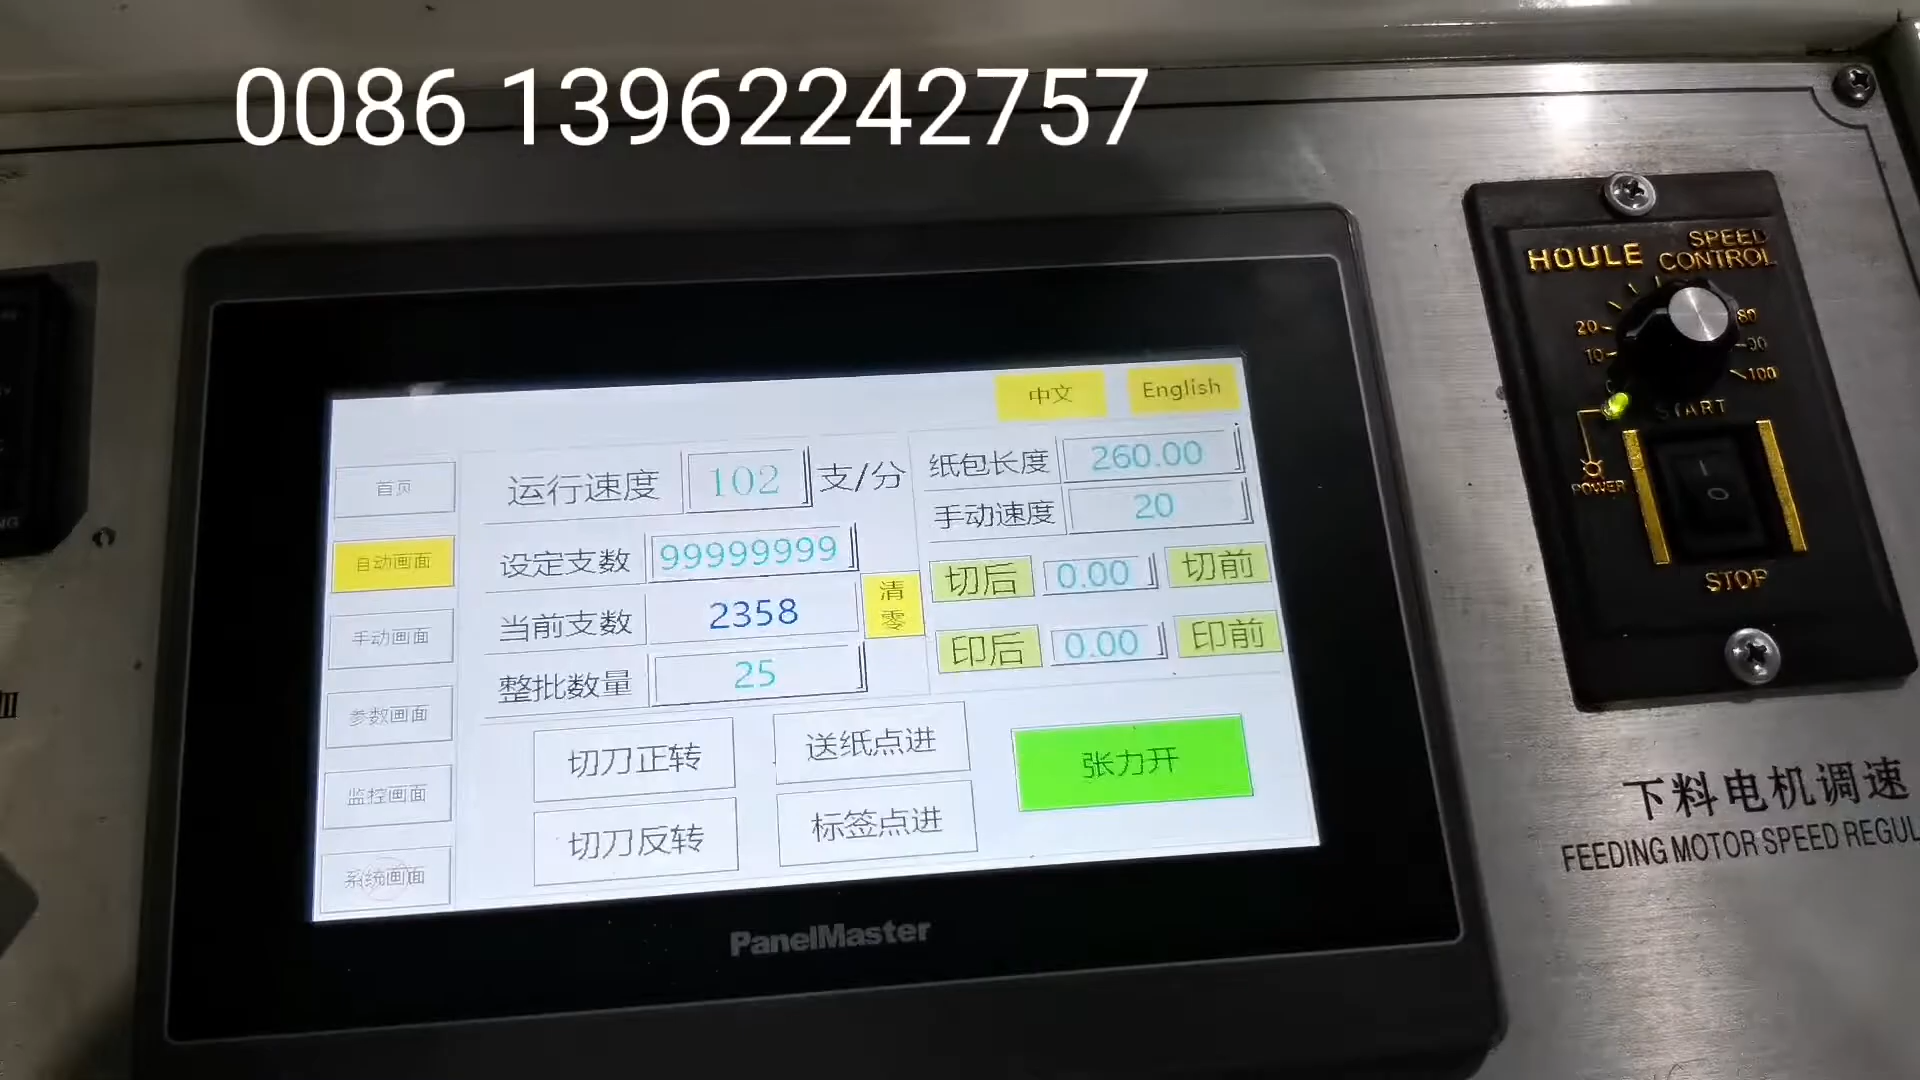 0086 13962242757
中文
English
首页
自动画面
手动画面
参数画面
监控画面
系统画面
运行速度 102 支/分
设定支数 99999999
当前支数 2358 清零
整批数量 25
纸包长度 260.00
手动速度 20
切后 0.00 切前
印后 0.00 印前
切刀正转
送纸点进
张力开
切刀反转
标签点进
PanelMaster
HOULE SPEED CONTROL
20
10
80
100
START
POWER
STOP
下料电机调速
FEEDING MOTOR SPEED REGUL